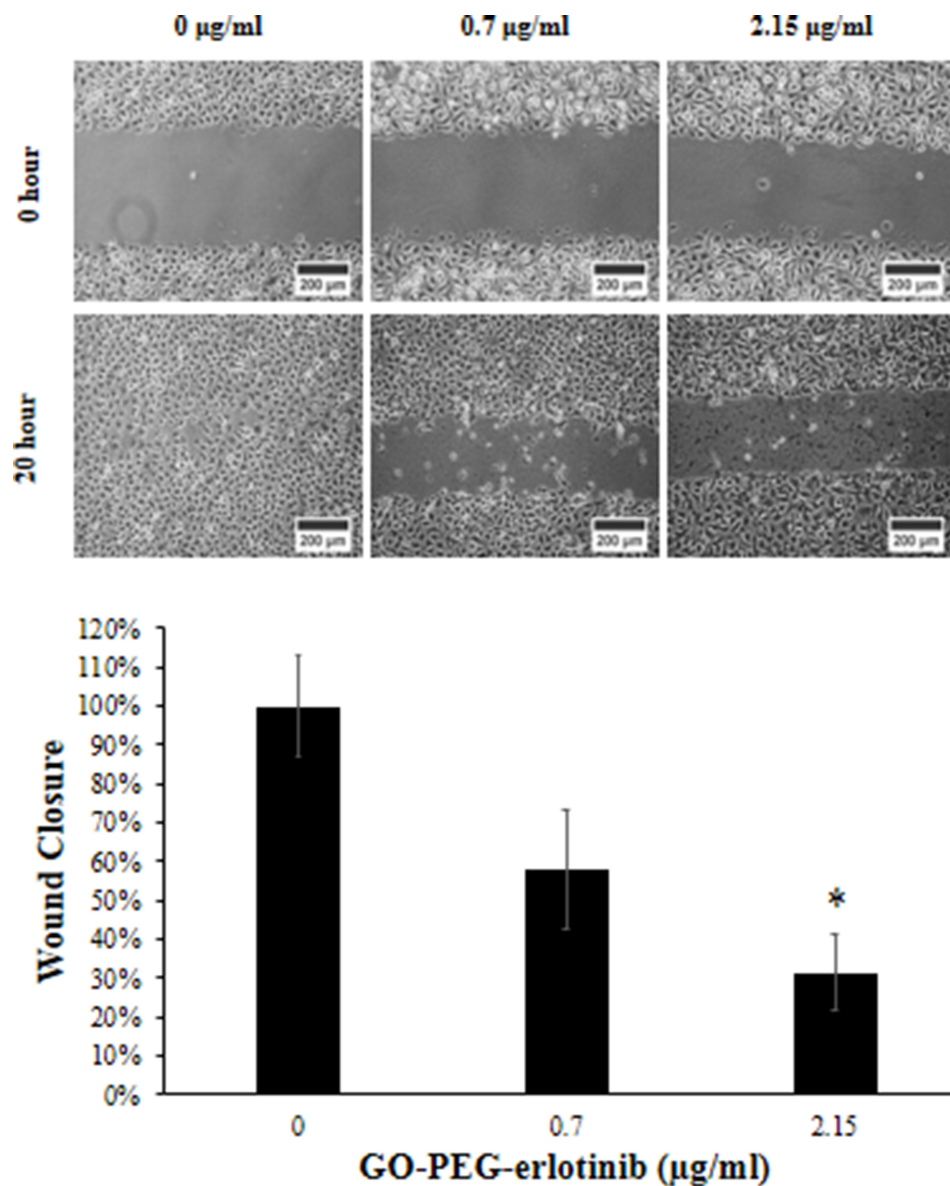 0 µg/ml 0.7 µg/ml 2.15 µg/ml
0 hour
200 µm 200 µm 200 µm
20 hour
200 µm 200 µm 200 µm
120%
110%
100%
90%
80%
70%
60%
50%
40%
30%
20%
10%
0%
Wound Closure
*
0 0.7 2.15
GO-PEG-erlotinib (µg/ml)